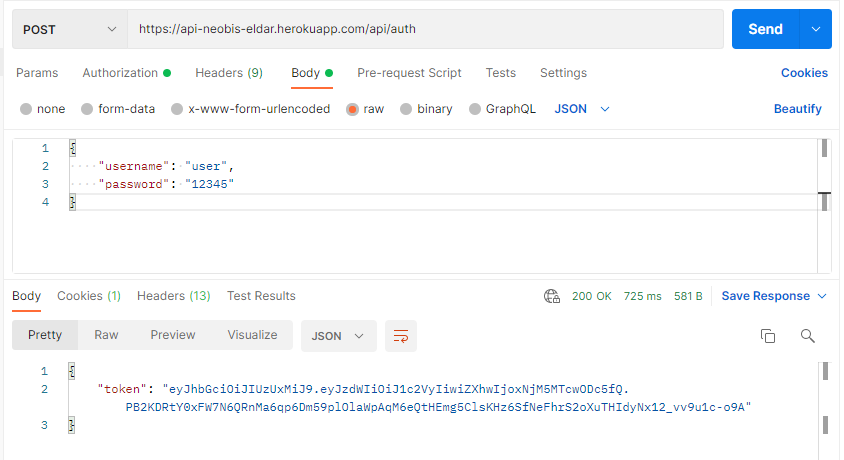 POST https://api-neobis-eldar.herokuapp.com/api/auth Send
Params Authorization Headers (9) Body Pre-request Script Tests Settings Cookies
none form-data x-www-form-urlencoded raw binary GraphQL JSON Beautify
1 {
2 "username": "user",
3 "password": "12345"
4 }
Body Cookies (1) Headers (13) Test Results 200 OK 725 ms 581 B Save Response
Pretty Raw Preview Visualize JSON
1 {
2 "token": "eyJhbGciOiJIUzUxMiJ9.eyJzdWIiOiJ1c2VyIiwiZXhwIjoxNjM5MTcwODc5fQ.
PB2KDRtY0xFW7N6QRnMa6qp6Dm59plOlaWpAqM6eQtHEmg5ClsKHz6SfNeFhrS2oXuTHIdyNx12_vv9u1c-o9A"
3 }